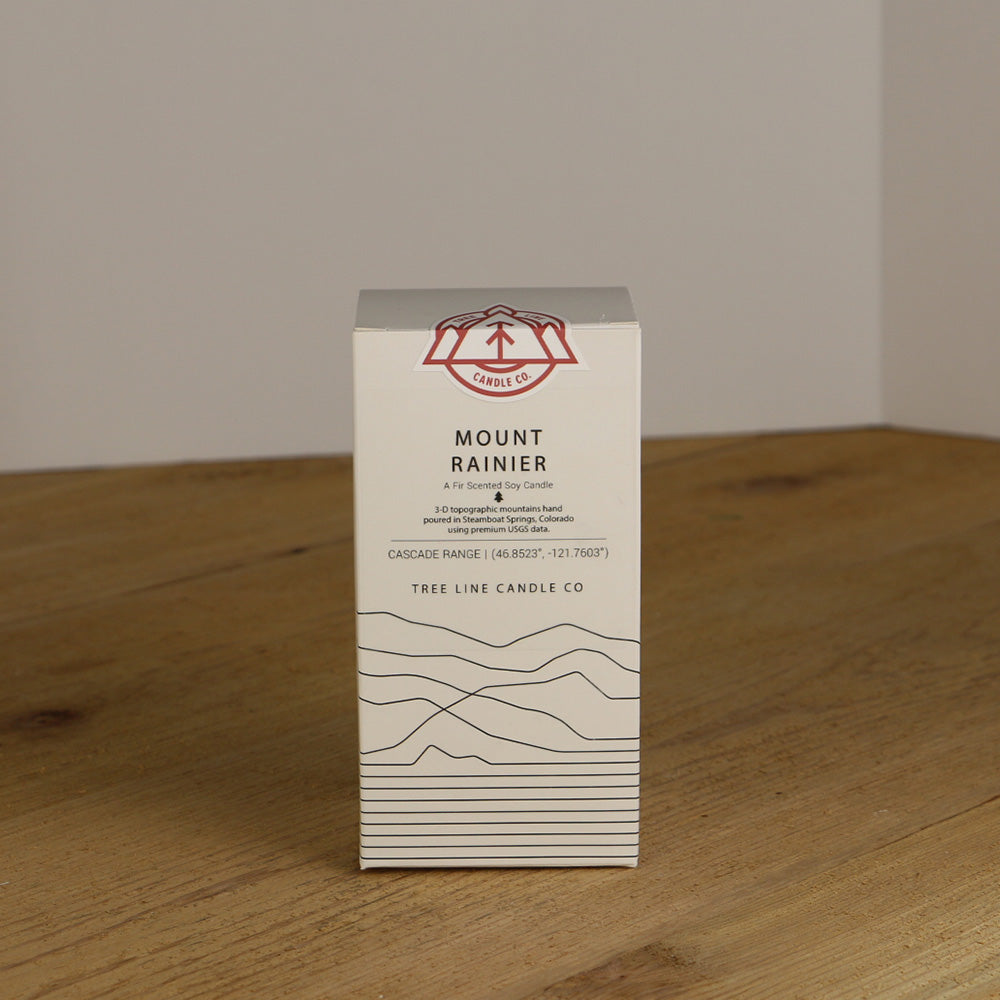 TREE LINE
CANDLE CO.
MOUNT
RAINIER
A Fir Scented Soy Candle
3-D topographic mountains hand
poured in Steamboat Springs, Colorado
using premium USGS data.
CASCADE RANGE | (46.8523°, -121.7603°)
TREE LINE CANDLE CO